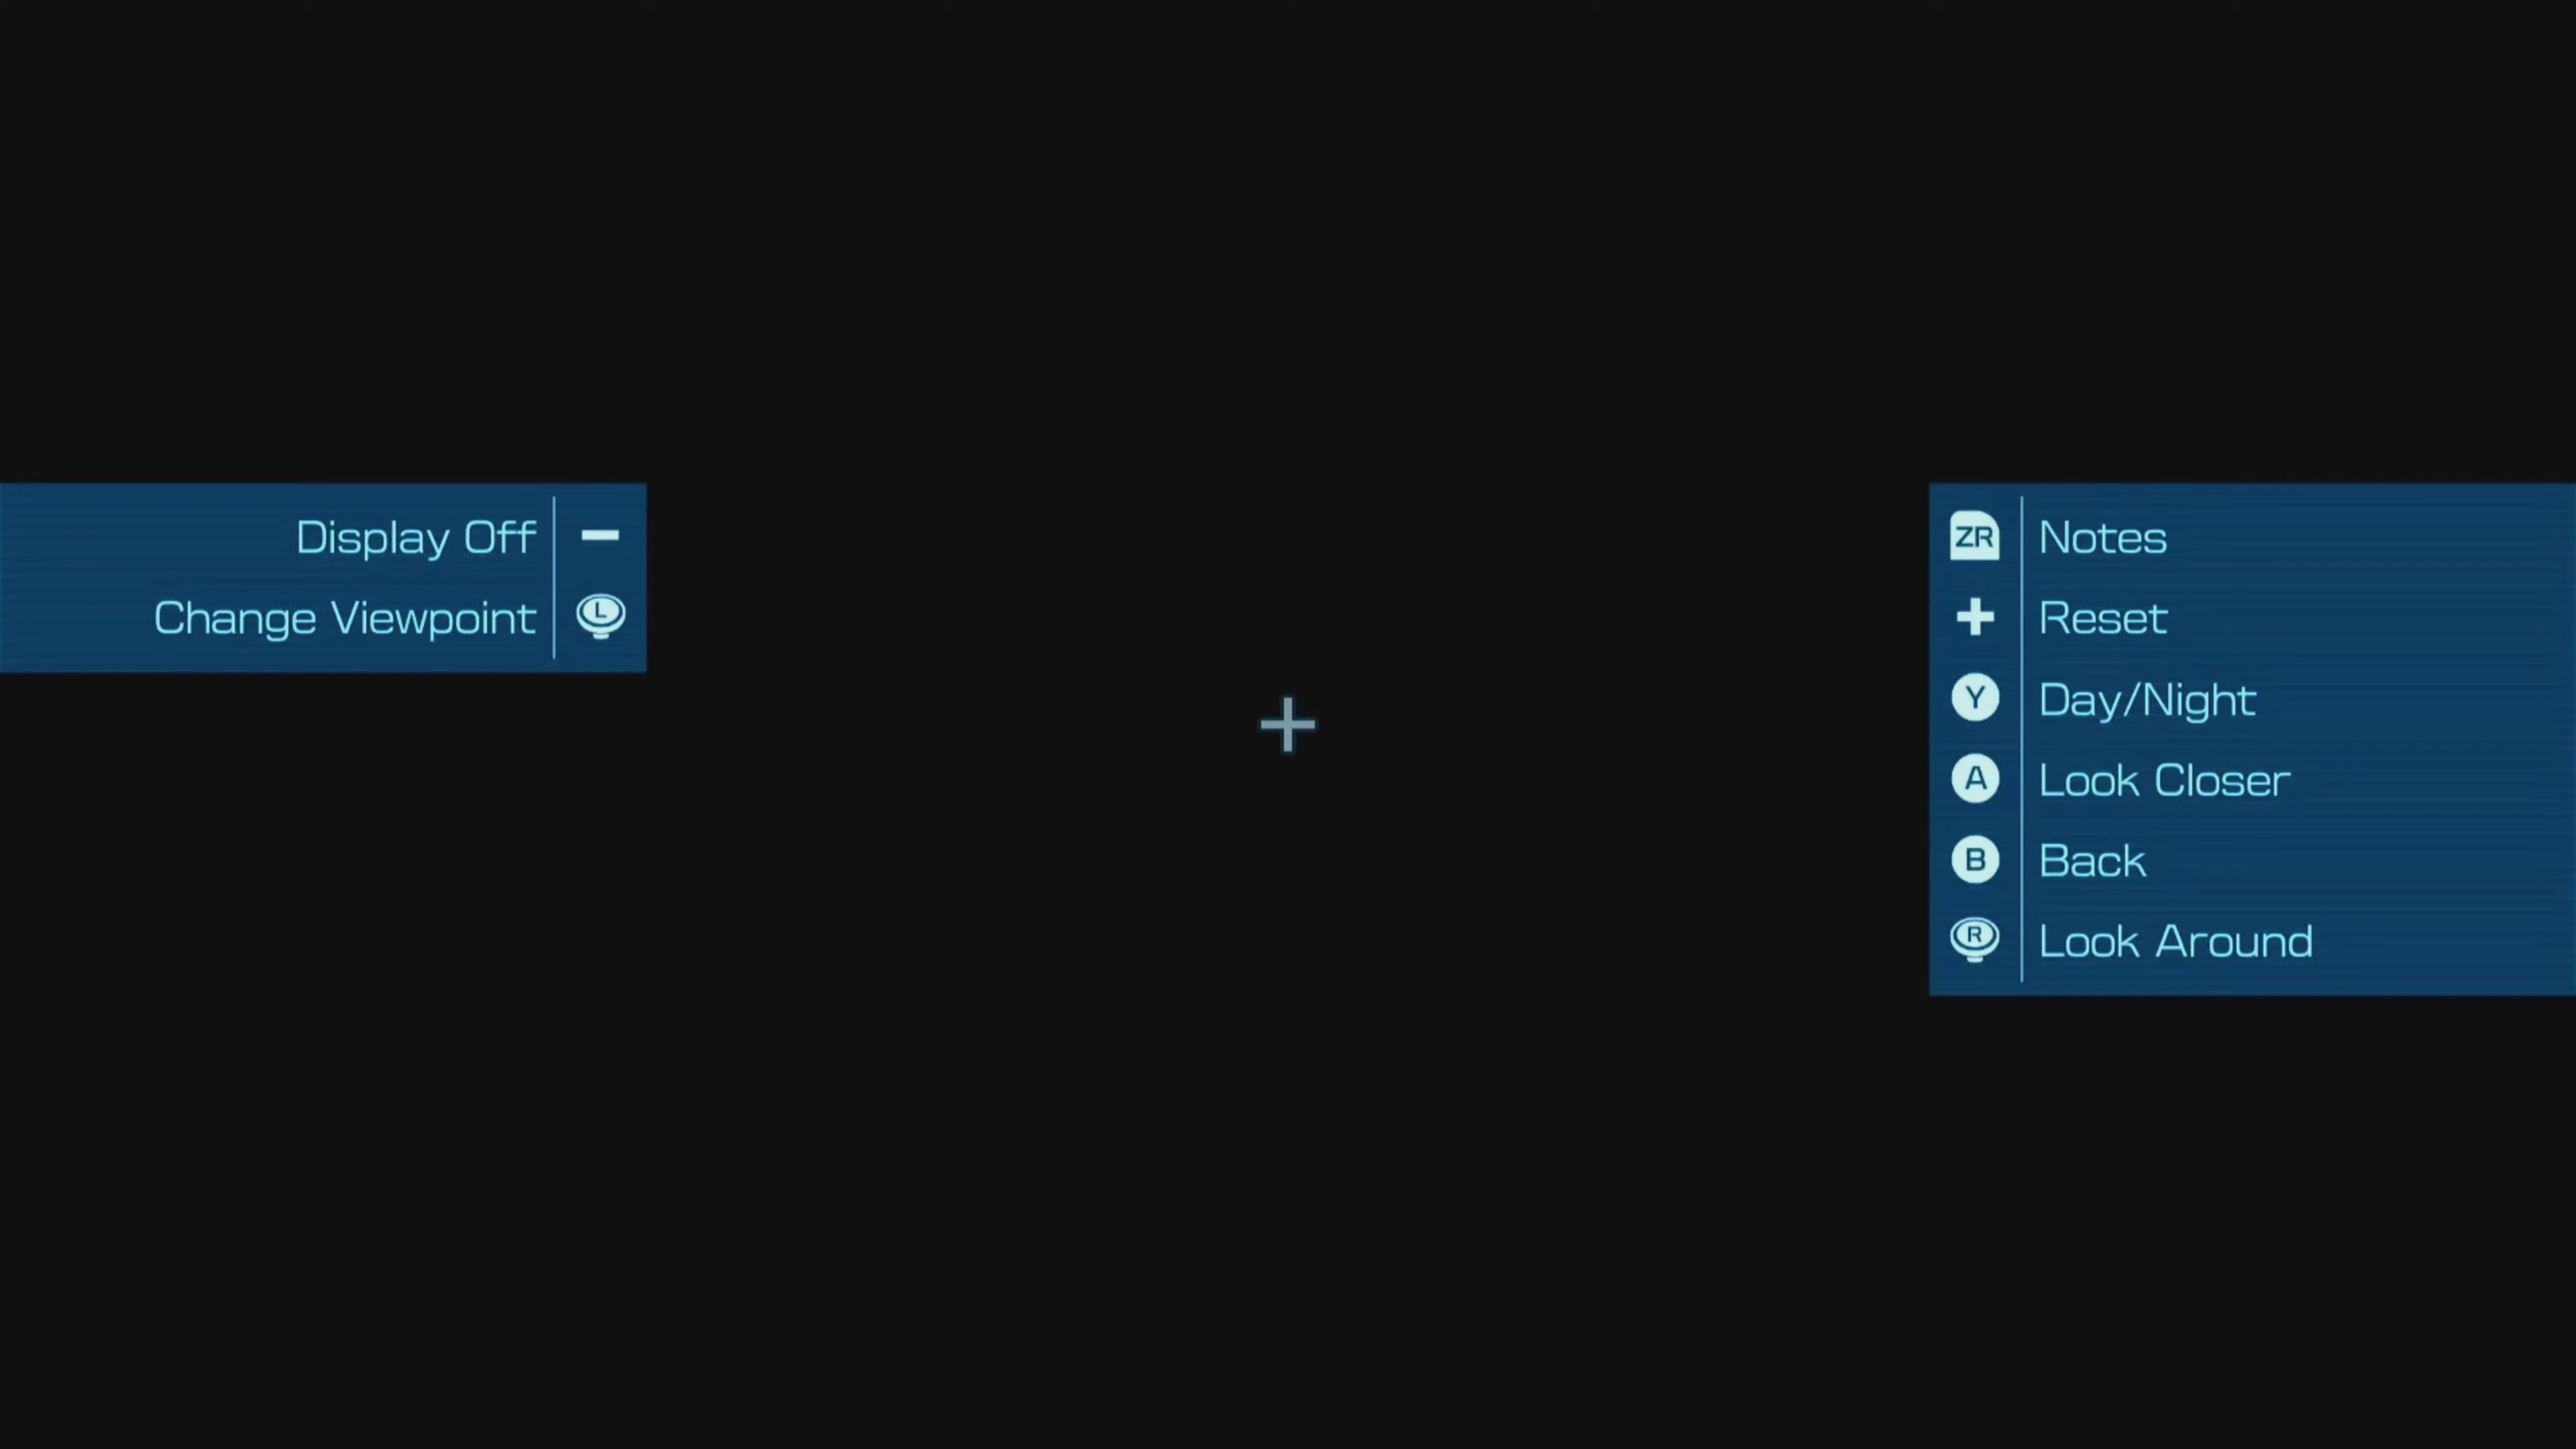 Display Off −
Change Viewpoint L
ZR Notes
+ Reset
Y Day/Night
A Look Closer
B Back
R Look Around